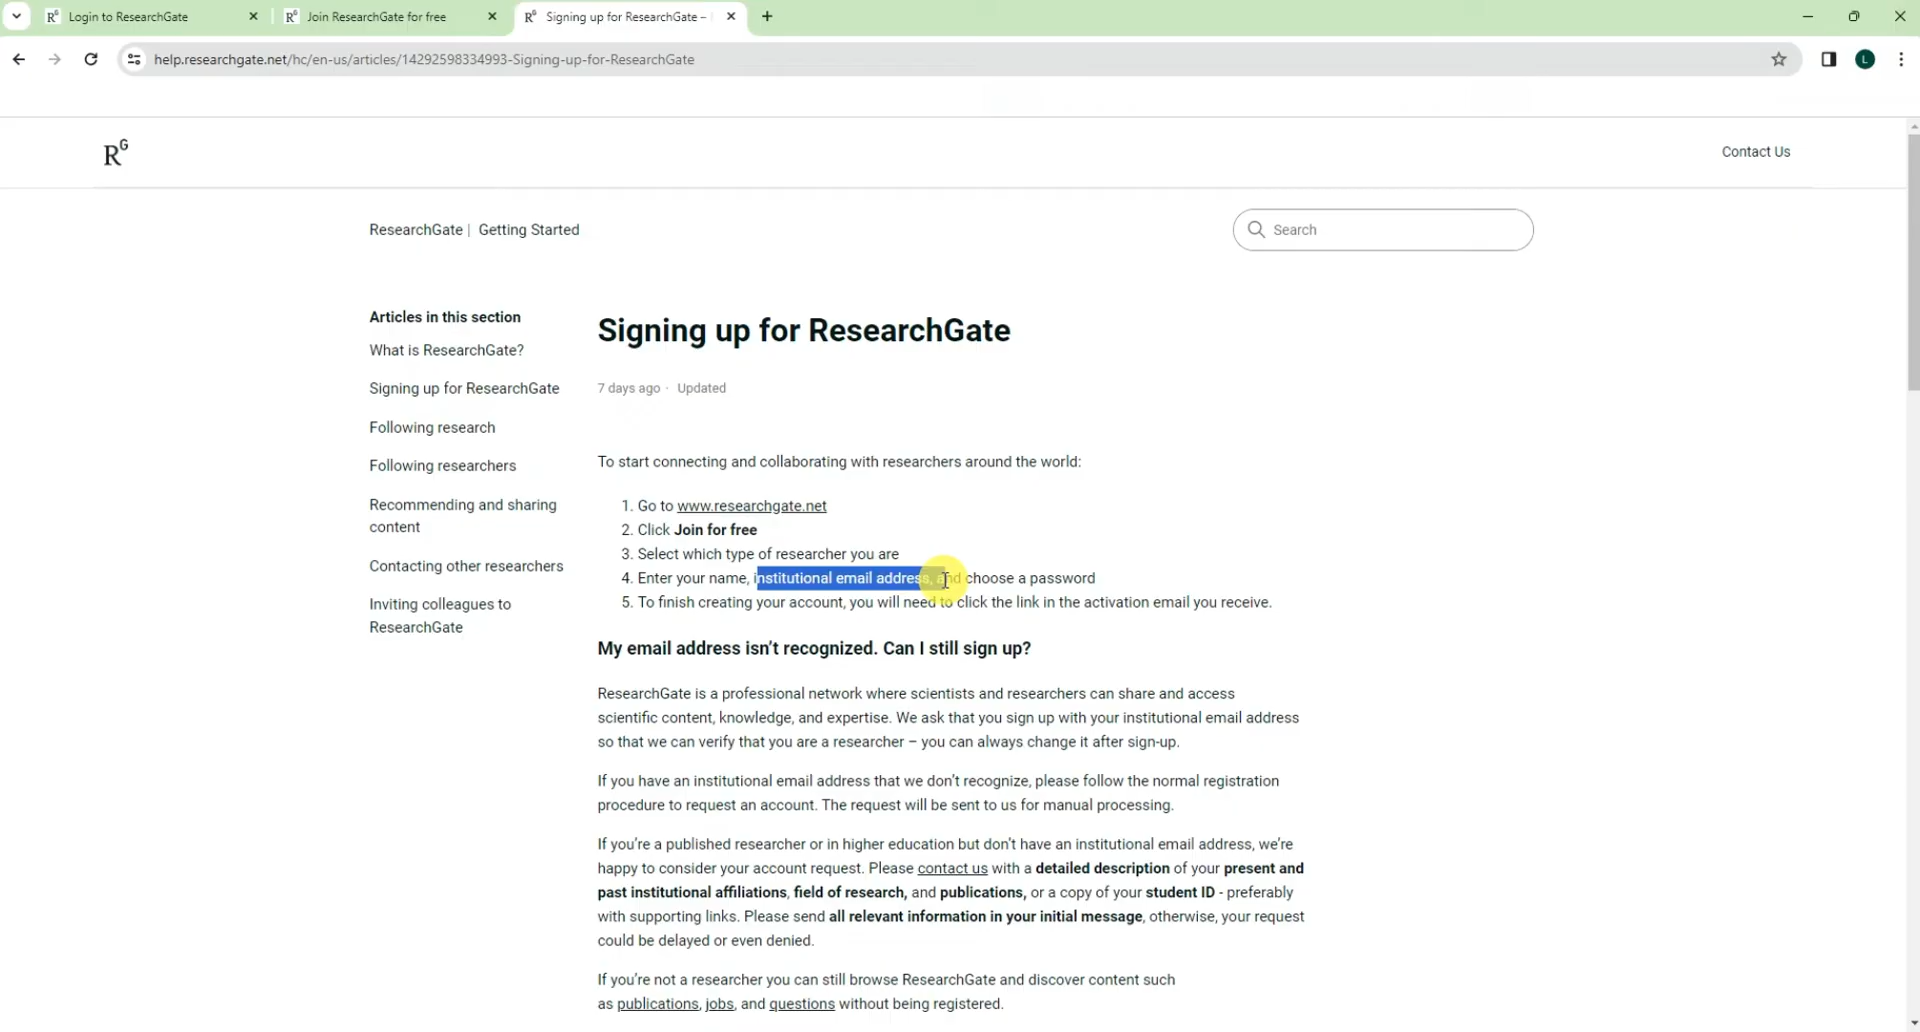 Login to ResearchGate
Join ResearchGate for free
Signing up for ResearchGate –
help.researchgate.net/hc/en-us/articles/14292598334993-Signing-up-for-ResearchGate
L
RG
Contact Us
ResearchGate | Getting Started
Search
Articles in this section
What is ResearchGate?
Signing up for ResearchGate
Following research
Following researchers
Recommending and sharing
content
Contacting other researchers
Inviting colleagues to
ResearchGate
Signing up for ResearchGate
7 days ago · Updated
To start connecting and collaborating with researchers around the world:
1. Go to www.researchgate.net
2. Click Join for free
3. Select which type of researcher you are
4. Enter your name, institutional email address, and choose a password
5. To finish creating your account, you will need to click the link in the activation email you receive.
My email address isn’t recognized. Can I still sign up?
ResearchGate is a professional network where scientists and researchers can share and access
scientific content, knowledge, and expertise. We ask that you sign up with your institutional email address
so that we can verify that you are a researcher – you can always change it after sign-up.
If you have an institutional email address that we don’t recognize, please follow the normal registration
procedure to request an account. The request will be sent to us for manual processing.
If you’re a published researcher or in higher education but don’t have an institutional email address, we’re
happy to consider your account request. Please contact us with a detailed description of your present and
past institutional affiliations, field of research, and publications, or a copy of your student ID - preferably
with supporting links. Please send all relevant information in your initial message, otherwise, your request
could be delayed or even denied.
If you’re not a researcher you can still browse ResearchGate and discover content such
as publications, jobs, and questions without being registered.